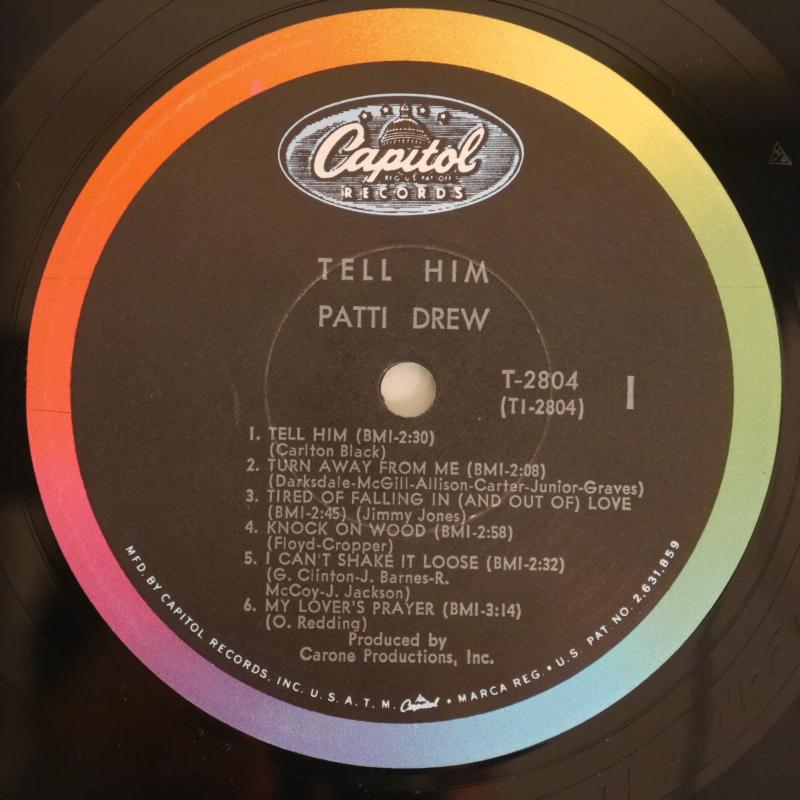 Capitol
REG. U.S. PAT. OFF.
RECORDS
TELL HIM
PATTI DREW
T-2804
(T1-2804)
1
1. TELL HIM (BMI-2:30)
(Carlton Black)
2. TURN AWAY FROM ME (BMI-2:08)
(Darksdale-McGill-Allison-Carter-Junior-Graves)
3. TIRED OF FALLING IN (AND OUT OF) LOVE
(BMI-2:45) (Jimmy Jones)
4. KNOCK ON WOOD (BMI-2:58)
(Floyd-Cropper)
5. I CAN'T SHAKE IT LOOSE (BMI-2:32)
(G. Clinton-J. Barnes-R.
McCoy-J. Jackson)
6. MY LOVER'S PRAYER (BMI-3:14)
(O. Redding)
Produced by
Carone Productions, Inc.
MFD. BY CAPITOL RECORDS, INC. U. S. A. T. M. Capitol • MARCA REG. • U.S. PAT. NO. 2,631,859